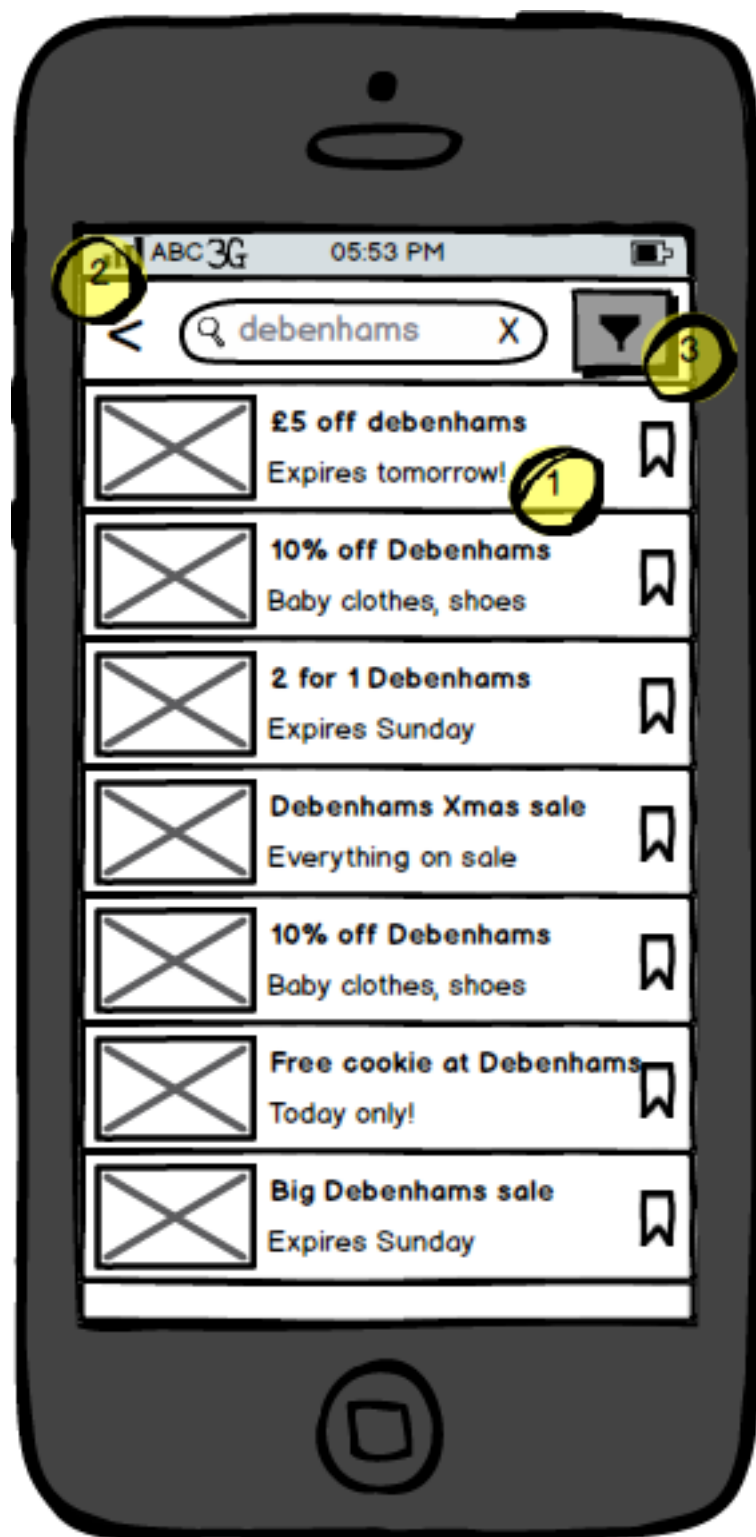 ABC 3G 05:53 PM
2
< debenhams X
3
£5 off debenhams
Expires tomorrow!
1
10% off Debenhams
Baby clothes, shoes
2 for 1 Debenhams
Expires Sunday
Debenhams Xmas sale
Everything on sale
10% off Debenhams
Baby clothes, shoes
Free cookie at Debenhams
Today only!
Big Debenhams sale
Expires Sunday